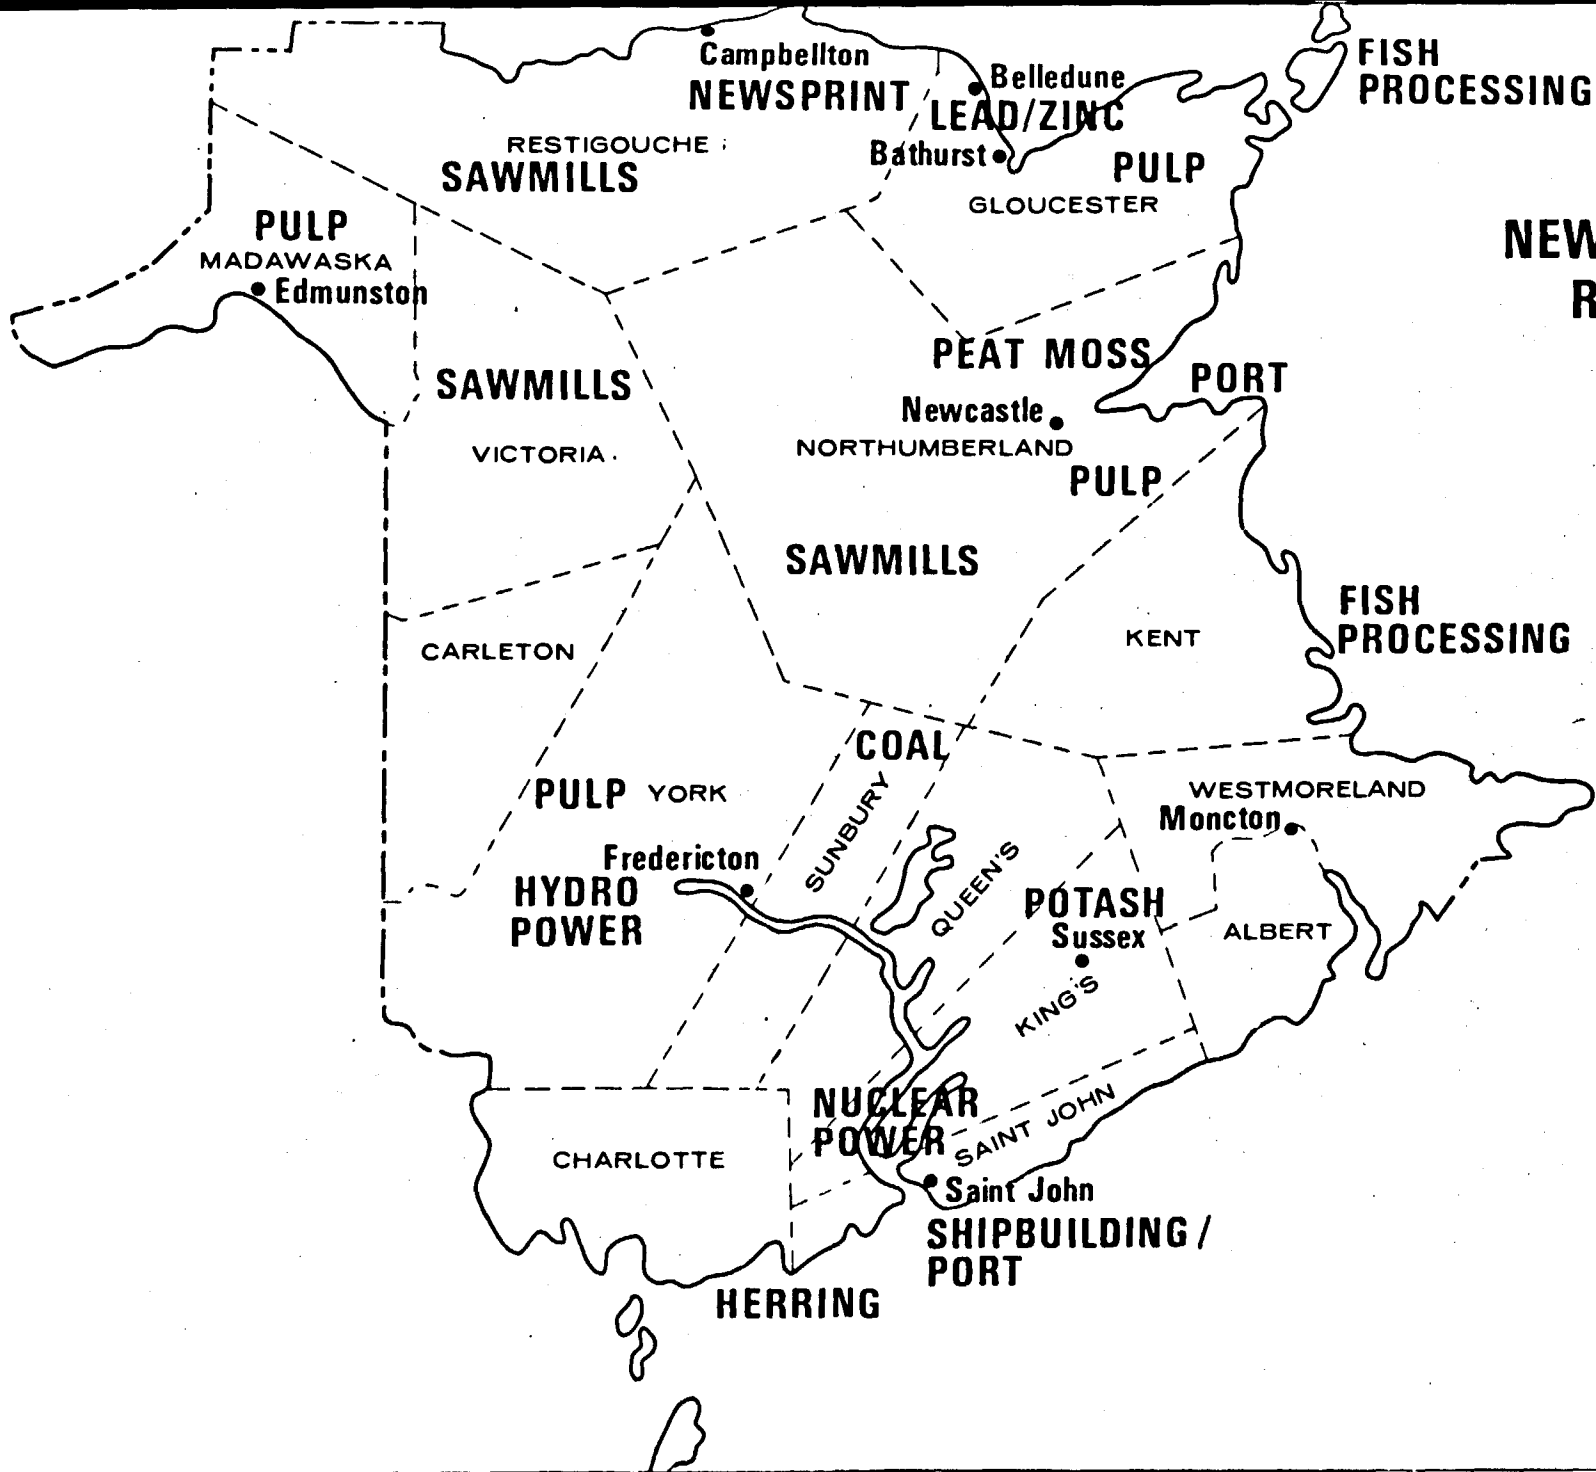 Campbellton
NEWSPRINT
Belledune
LEAD/ZINC
FISH
PROCESSING
RESTIGOUCHE
SAWMILLS
Bathurst
PULP
GLOUCESTER
PULP
MADAWASKA
Edmunston
NEW
R
SAWMILLS
VICTORIA
PEAT MOSS
PORT
Newcastle
NORTHUMBERLAND
PULP
SAWMILLS
FISH
PROCESSING
CARLETON
KENT
COAL
PULP
YORK
SUNBURY
WESTMORELAND
Moncton
Fredericton
HYDRO
POWER
QUEEN'S
POTASH
Sussex
ALBERT
KING'S
NUCLEAR
POWER
SAINT JOHN
CHARLOTTE
Saint John
SHIPBUILDING/
PORT
HERRING